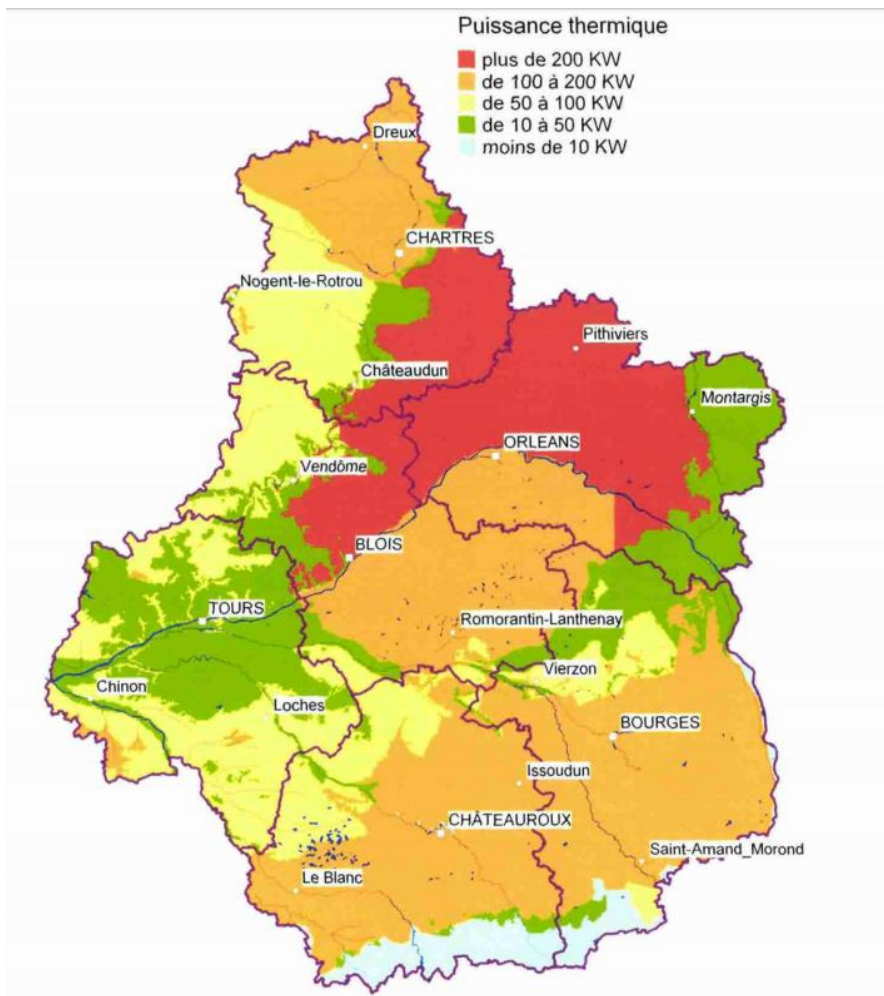 Puissance thermique
plus de 200 KW
de 100 à 200 KW
de 50 à 100 KW
de 10 à 50 KW
moins de 10 KW
Dreux
CHARTRES
Nogent-le-Rotrou
Pithiviers
Châteaudun
Montargis
ORLEANS
Vendôme
BLOIS
TOURS
Romorantin-Lanthenay
Vierzon
Chinon
Loches
BOURGES
Issoudun
CHÂTEAUROUX
Saint-Amand_Morond
Le Blanc